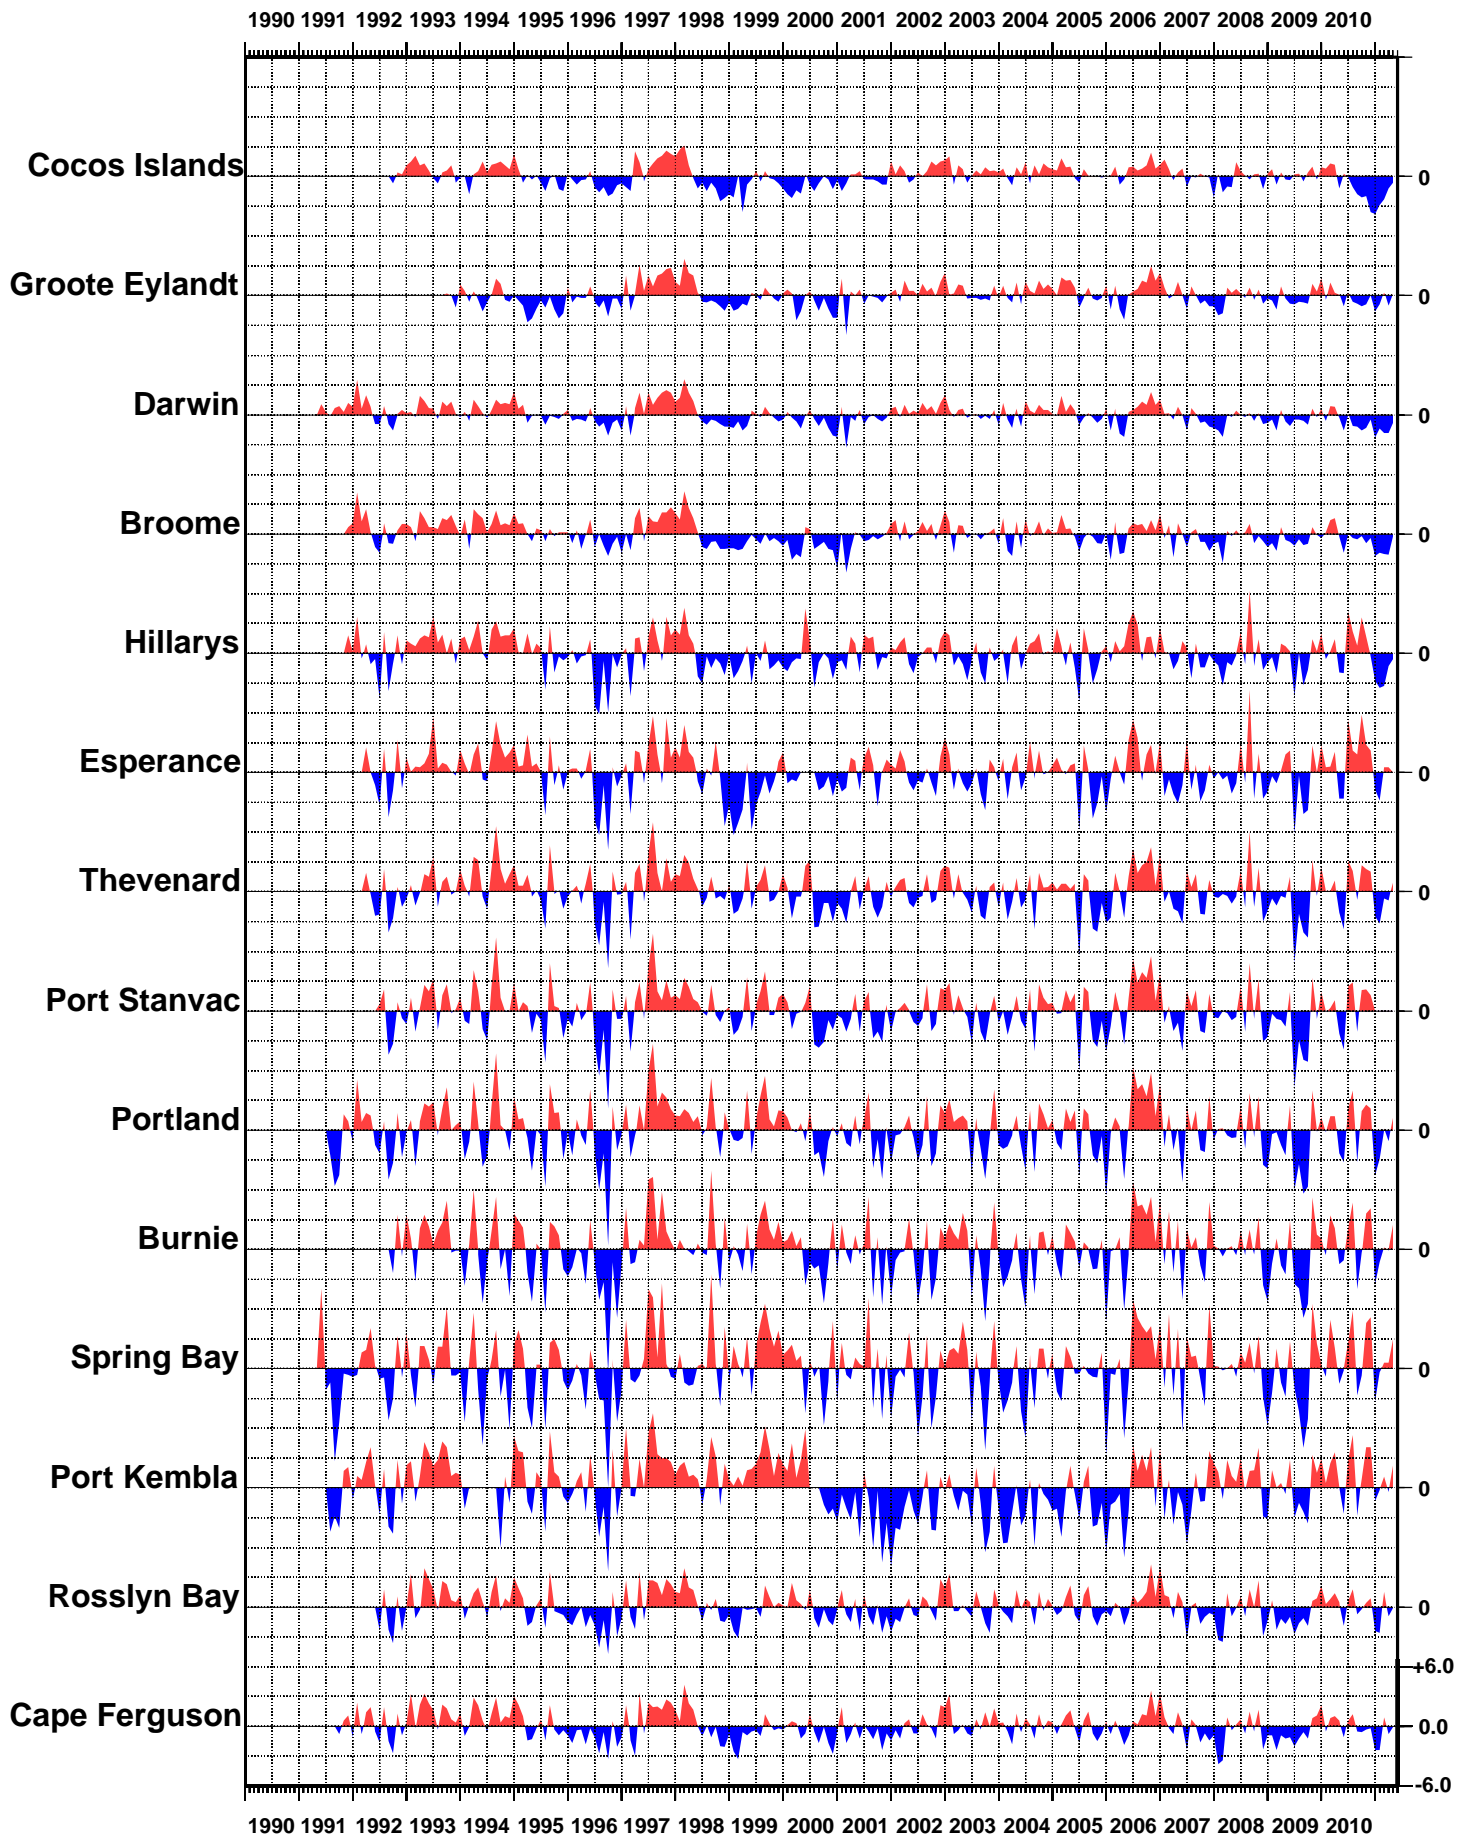 1990 1991 1992 1993 1994 1995 1996 1997 1998 1999 2000 2001 2002 2003 2004 2005 2006 2007 2008 2009 2010
Cocos Islands 0
Groote Eylandt 0
Darwin 0
Broome 0
Hillarys 0
Esperance 0
Thevenard 0
Port Stanvac 0
Portland 0
Burnie 0
Spring Bay 0
Port Kembla 0
Rosslyn Bay 0
+6.0
Cape Ferguson 0.0
-6.0
1990 1991 1992 1993 1994 1995 1996 1997 1998 1999 2000 2001 2002 2003 2004 2005 2006 2007 2008 2009 2010